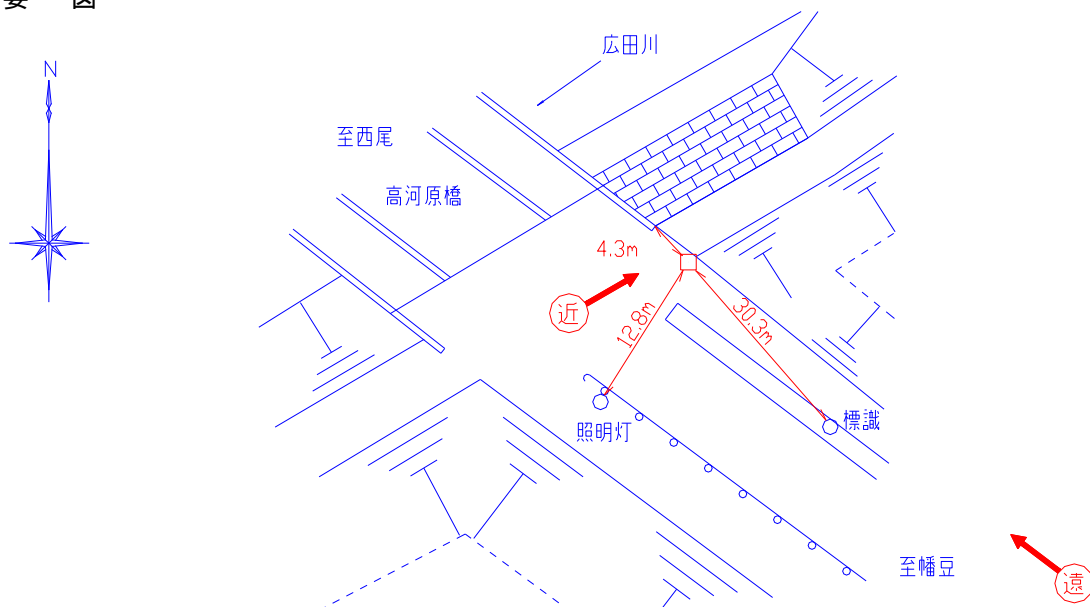 要 図
N
広田川
至西尾
高河原橋
4.3m
近
12.8m
30.3m
標識
照明灯
至幡豆
遠